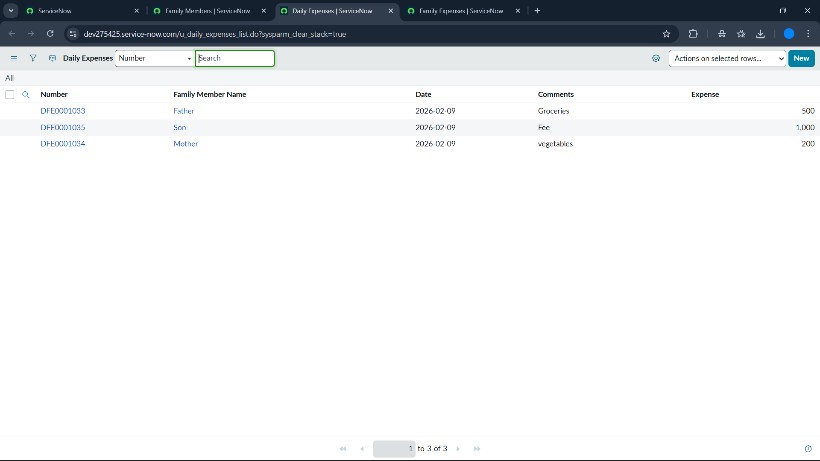 ServiceNow
Family Members | ServiceNow
Daily Expenses | ServiceNow
Family Expenses | ServiceNow
dev275425.service-now.com/u_daily_expenses_list.do?sysparm_clear_stack=true
Daily Expenses Number Search Actions on selected rows... New
All
Number Family Member Name Date Comments Expense
DFE0001033 Father 2026-02-09 Groceries 500
DFE0001035 Son 2026-02-09 Fee 1,000
DFE0001034 Mother 2026-02-09 vegetables 200
1 to 3 of 3